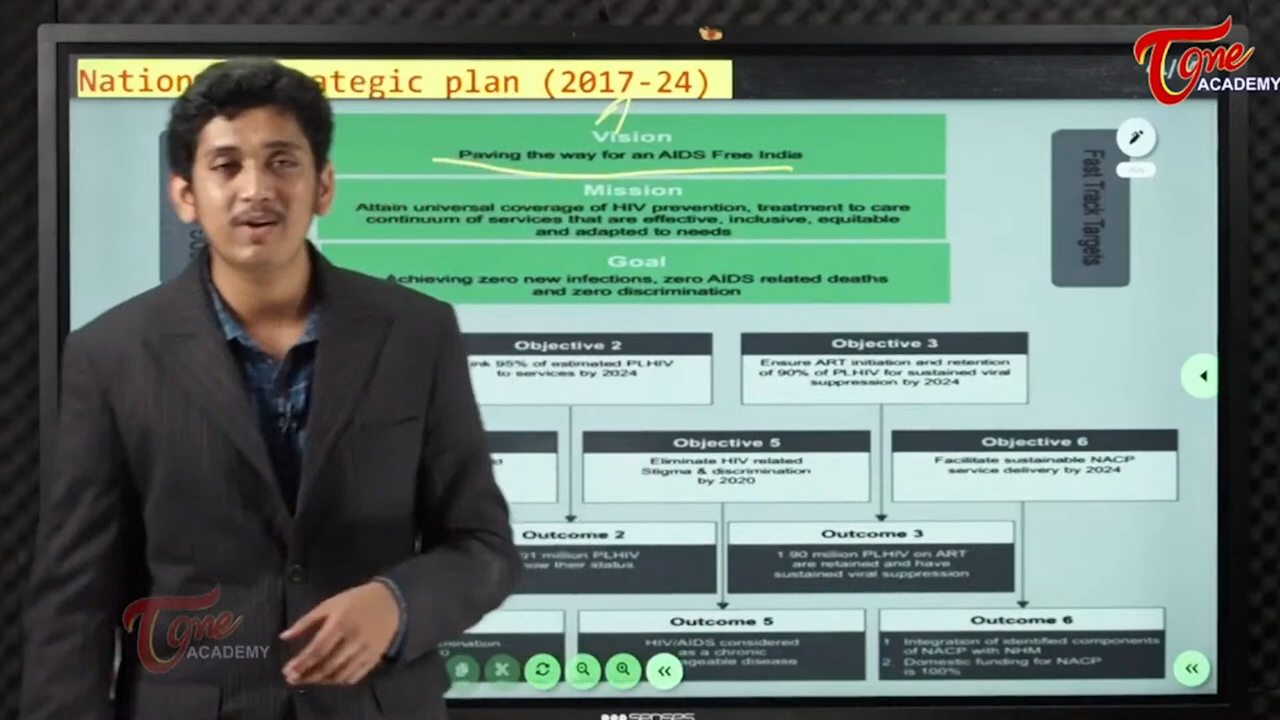 Tone
ACADEMY
strategic plan (2017-24)
Vision
Paving the way for an AIDS Free India
Mission
Attain universal coverage of HIV prevention, treatment to care
continuum of services that are effective, inclusive, equitable
and adapted to needs
Goal
Achieving zero new infections, zero AIDS related deaths
and zero discrimination
Fast Track Targets
Objective 2
95% of estimated PLHIV
to services by 2024
Objective 3
Ensure ART initiation and retention
of 90% of PLHIV for sustained viral
suppression by 2024
Objective 5
Eliminate HIV related
Stigma & discrimination
by 2020
Objective 6
Facilitate sustainable NACP
service delivery by 2024
Outcome 2
million PLHIV
their status
Outcome 3
1 90 million PLHIV on ART
are retained and have
sustained viral suppression
Outcome 5
HIV/AIDS considered
as a chronic
disease
Outcome 6
1 Integration of identified components
of NACP with NHM
2 Domestic funding for NACP
is 100%
Tone
ACADEMY